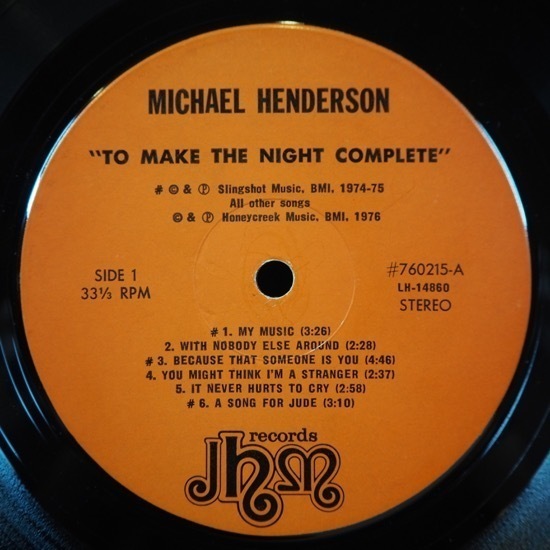 MICHAEL HENDERSON
"TO MAKE THE NIGHT COMPLETE"
# © & ℗ Slingshot Music, BMI, 1974-75
All other songs
© & ℗ Honeycreek Music, BMI, 1976
SIDE 1
33⅓ RPM
#760215-A
LH-14860
STEREO
# 1. MY MUSIC (3:26)
2. WITH NOBODY ELSE AROUND (2:28)
# 3. BECAUSE THAT SOMEONE IS YOU (4:46)
4. YOU MIGHT THINK I'M A STRANGER (2:37)
5. IT NEVER HURTS TO CRY (2:58)
# 6. A SONG FOR JUDE (3:10)
records
jhm